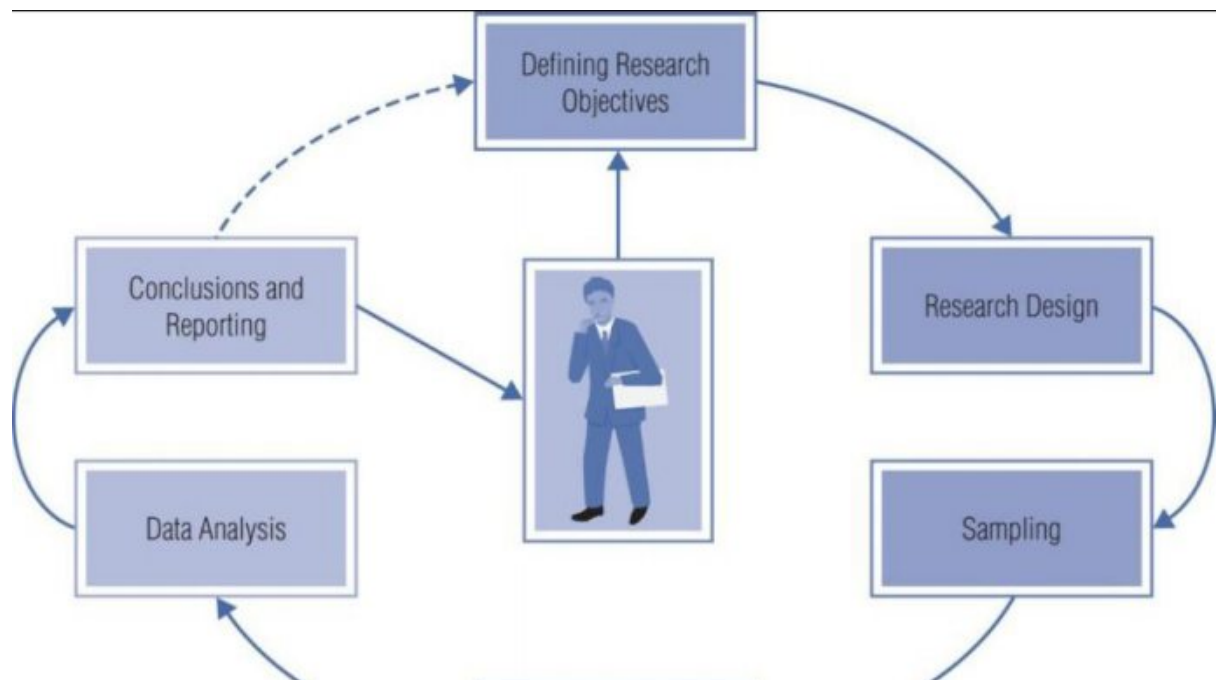 Defining Research
Objectives
Conclusions and
Reporting
Research Design
Data Analysis
Sampling